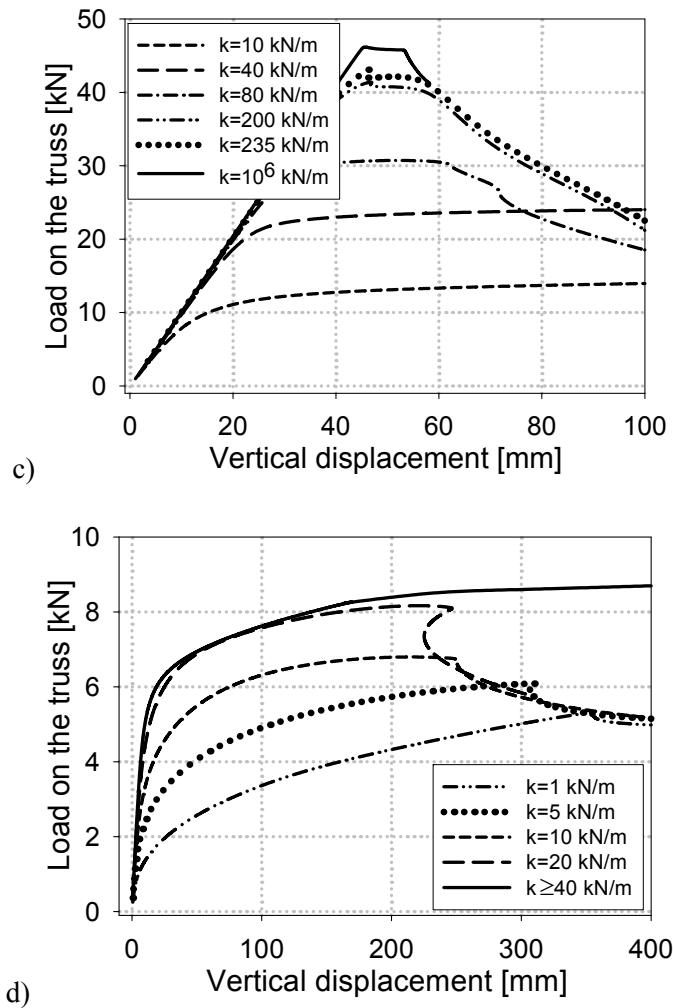 50
40
30
20
10
0
Load on the truss [kN]
k=10 kN/m
k=40 kN/m
k=80 kN/m
k=200 kN/m
k=235 kN/m
k=10⁶ kN/m
0 20 40 60 80 100
Vertical displacement [mm]
c)
10
8
6
4
2
0
Load on the truss [kN]
k=1 kN/m
k=5 kN/m
k=10 kN/m
k=20 kN/m
k≥40 kN/m
0 100 200 300 400
Vertical displacement [mm]
d)